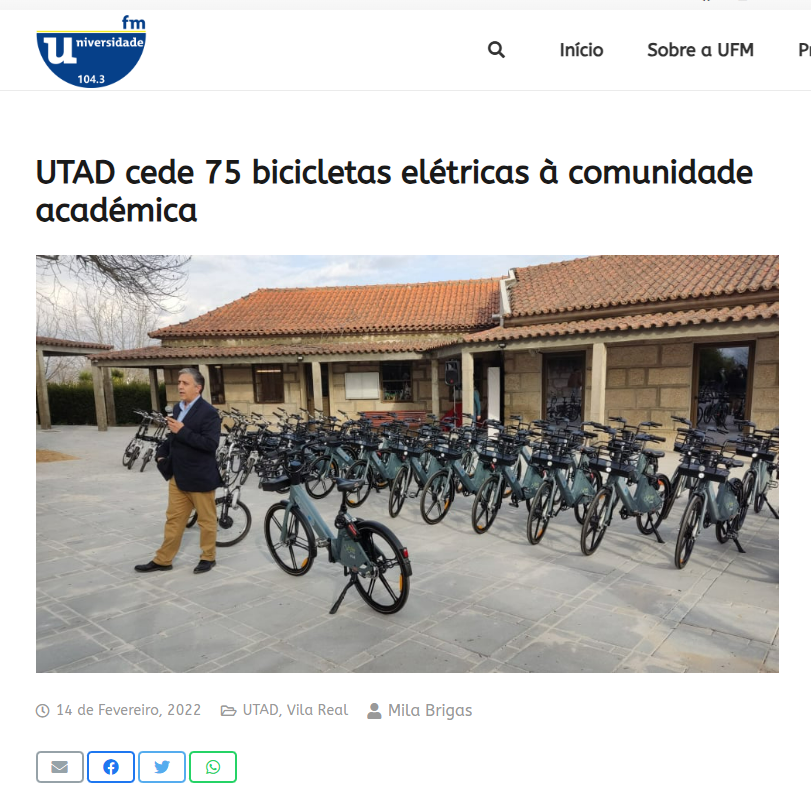 fm
universidade
104.3
Início
Sobre a UFM
UTAD cede 75 bicicletas elétricas à comunidade
académica
14 de Fevereiro, 2022
UTAD, Vila Real
Mila Brigas